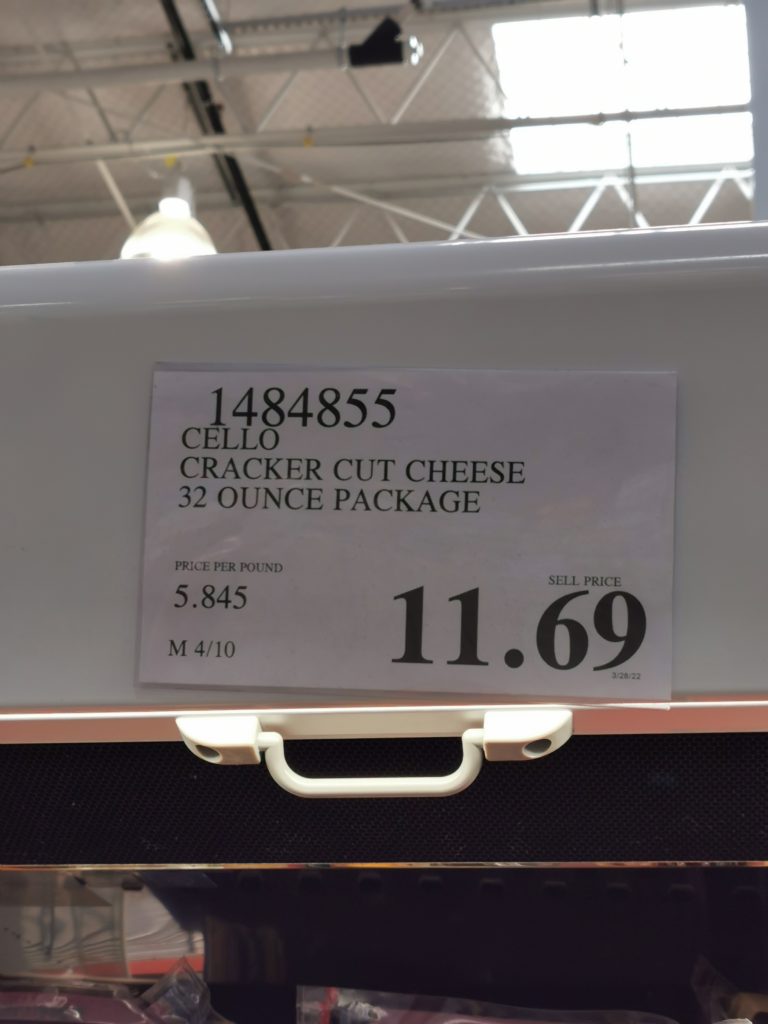 1484855
CELLO
CRACKER CUT CHEESE
32 OUNCE PACKAGE
PRICE PER POUND
5.845
M 4/10
SELL PRICE
11.69
3/28/22